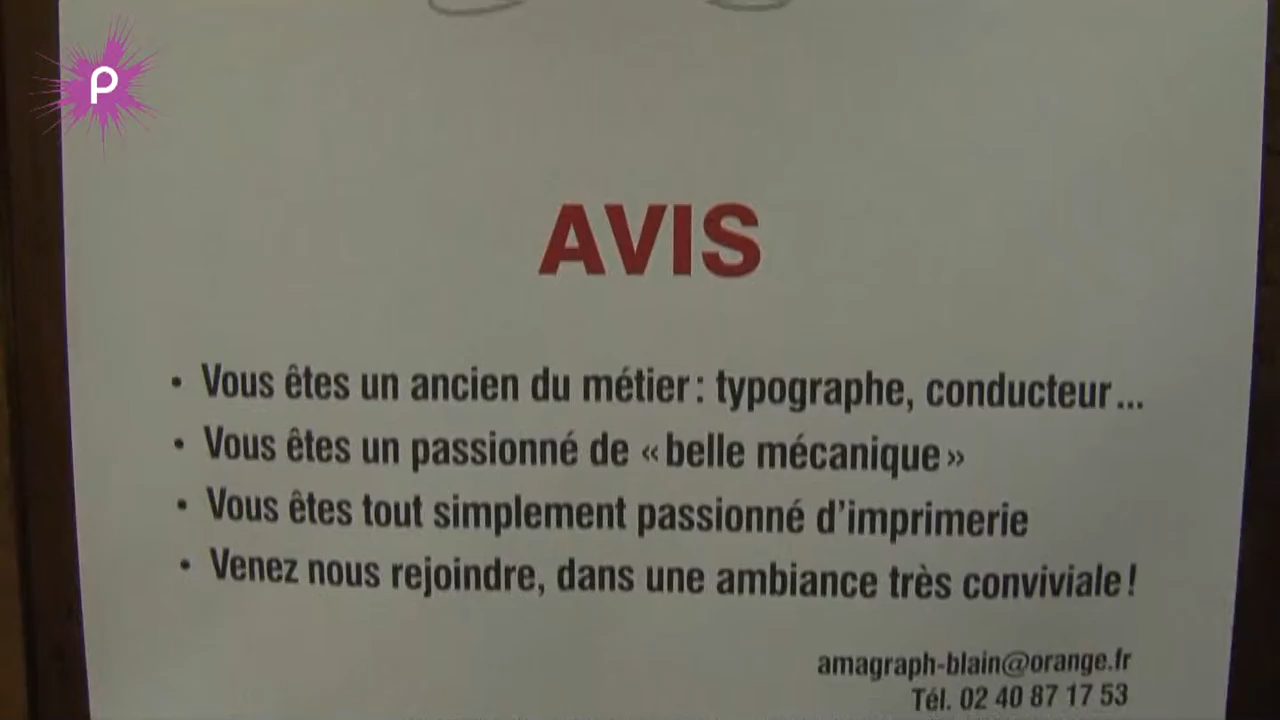 P
AVIS
• Vous êtes un ancien du métier : typographe, conducteur...
• Vous êtes un passionné de « belle mécanique »
• Vous êtes tout simplement passionné d’imprimerie
• Venez nous rejoindre, dans une ambiance très conviviale !
amagraph-blain@orange.fr
Tél. 02 40 87 17 53